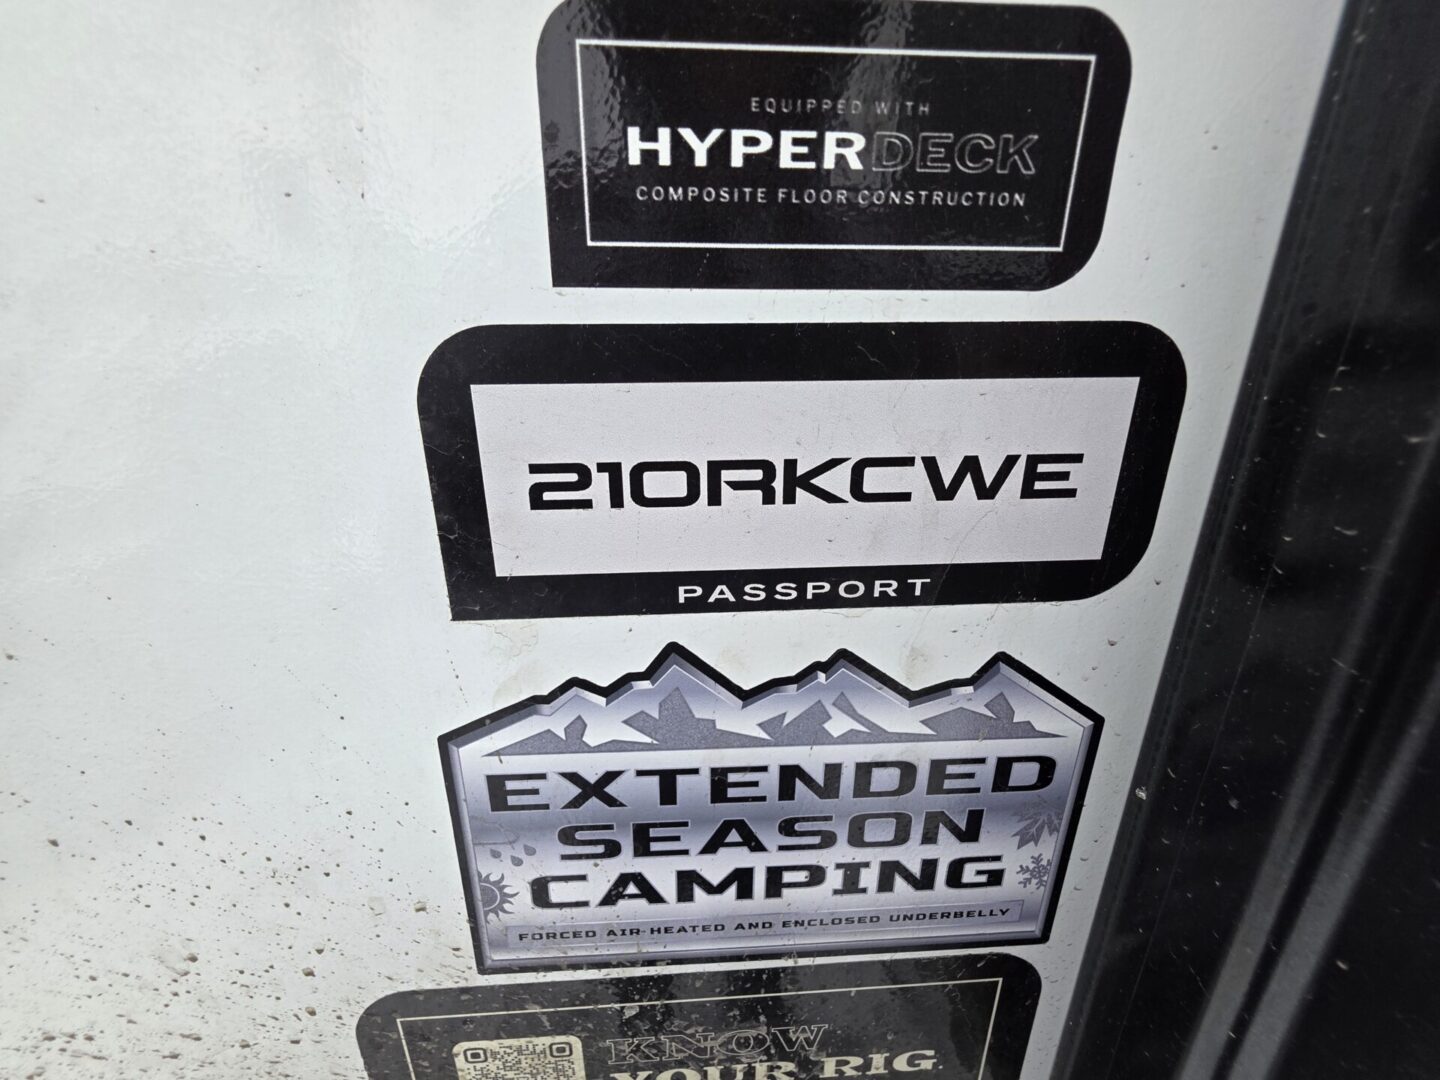 EQUIPPED WITH
HYPERDECK
COMPOSITE FLOOR CONSTRUCTION
210RKCWE
PASSPORT
EXTENDED
SEASON
CAMPING
FORCED AIR-HEATED AND ENCLOSED UNDERBELLY
KNOW
YOUR RIG